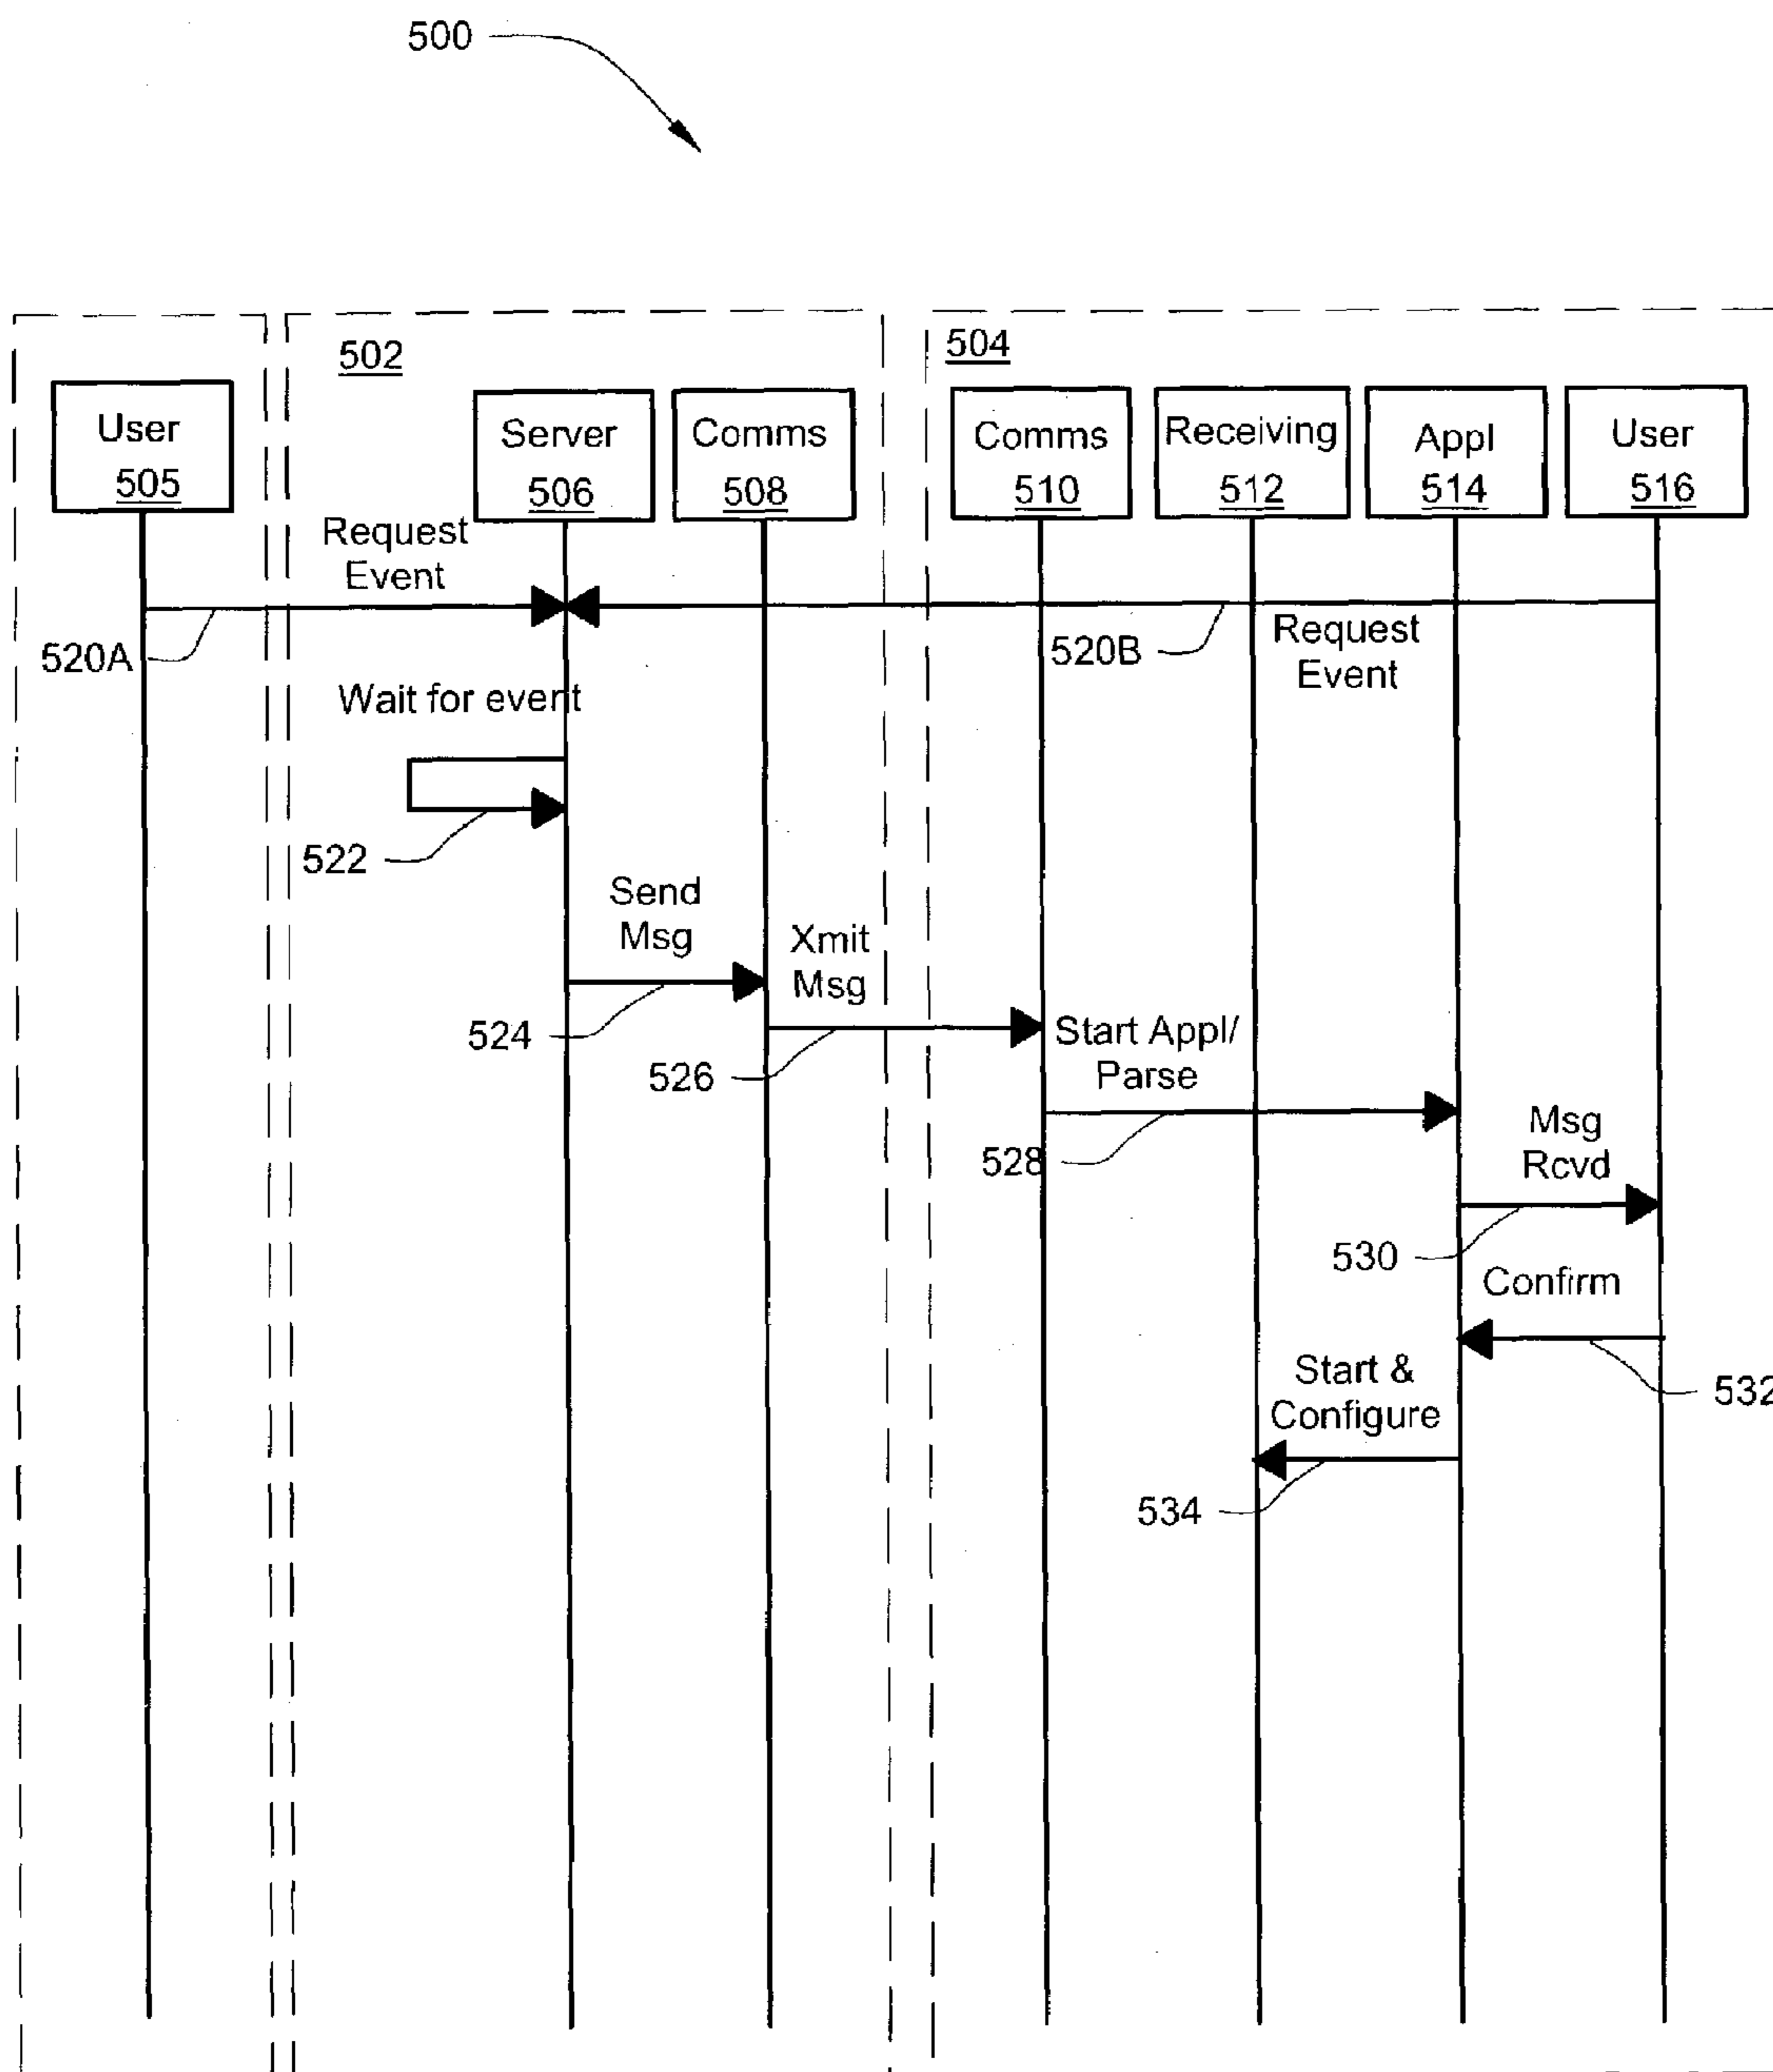 500
502
504
User
505
Server
506
Comms
508
Comms
510
Receiving
512
Appl
514
User
516
Request
Event
520A
520B
Request
Event
Wait for event
522
Send
Msg
524
Xmit
Msg
526
Start Appl/
Parse
528
Msg
Rcvd
530
Confirm
532
Start &
Configure
534